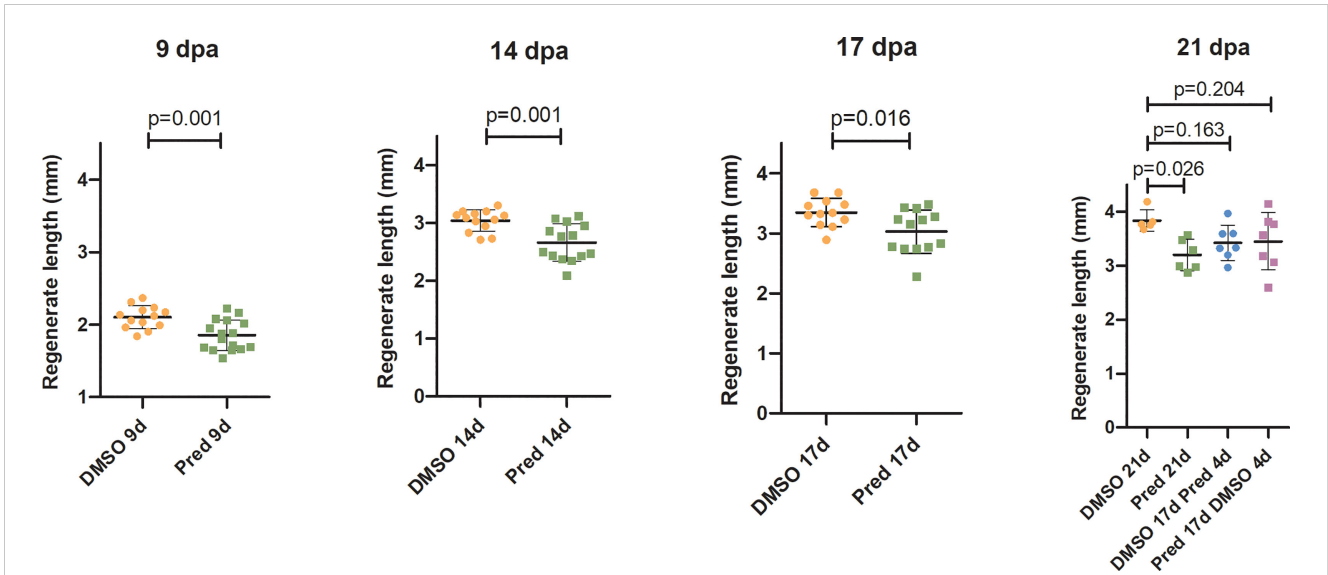 9 dpa
p=0.001
Regenerate length (mm)
4
3
2
1
DMSO 9d
Pred 9d
14 dpa
p=0.001
Regenerate length (mm)
4
3
2
1
0
DMSO 14d
Pred 14d
17 dpa
p=0.016
Regenerate length (mm)
4
3
2
1
0
DMSO 17d
Pred 17d
21 dpa
p=0.204
p=0.163
p=0.026
Regenerate length (mm)
4
3
2
1
0
DMSO 21d
Pred 21d
DMSO 17d Pred 4d
Pred 17d DMSO 4d